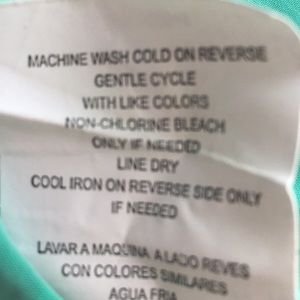 MACHINE WASH COLD ON REVERSE
GENTLE CYCLE
WITH LIKE COLORS
NON-CHLORINE BLEACH
ONLY IF NEEDED
LINE DRY
COOL IRON ON REVERSE SIDE ONLY
IF NEEDED
LAVAR A MAQUINA A LADO REVES
CON COLORES SIMILARES
AGUA FRIA